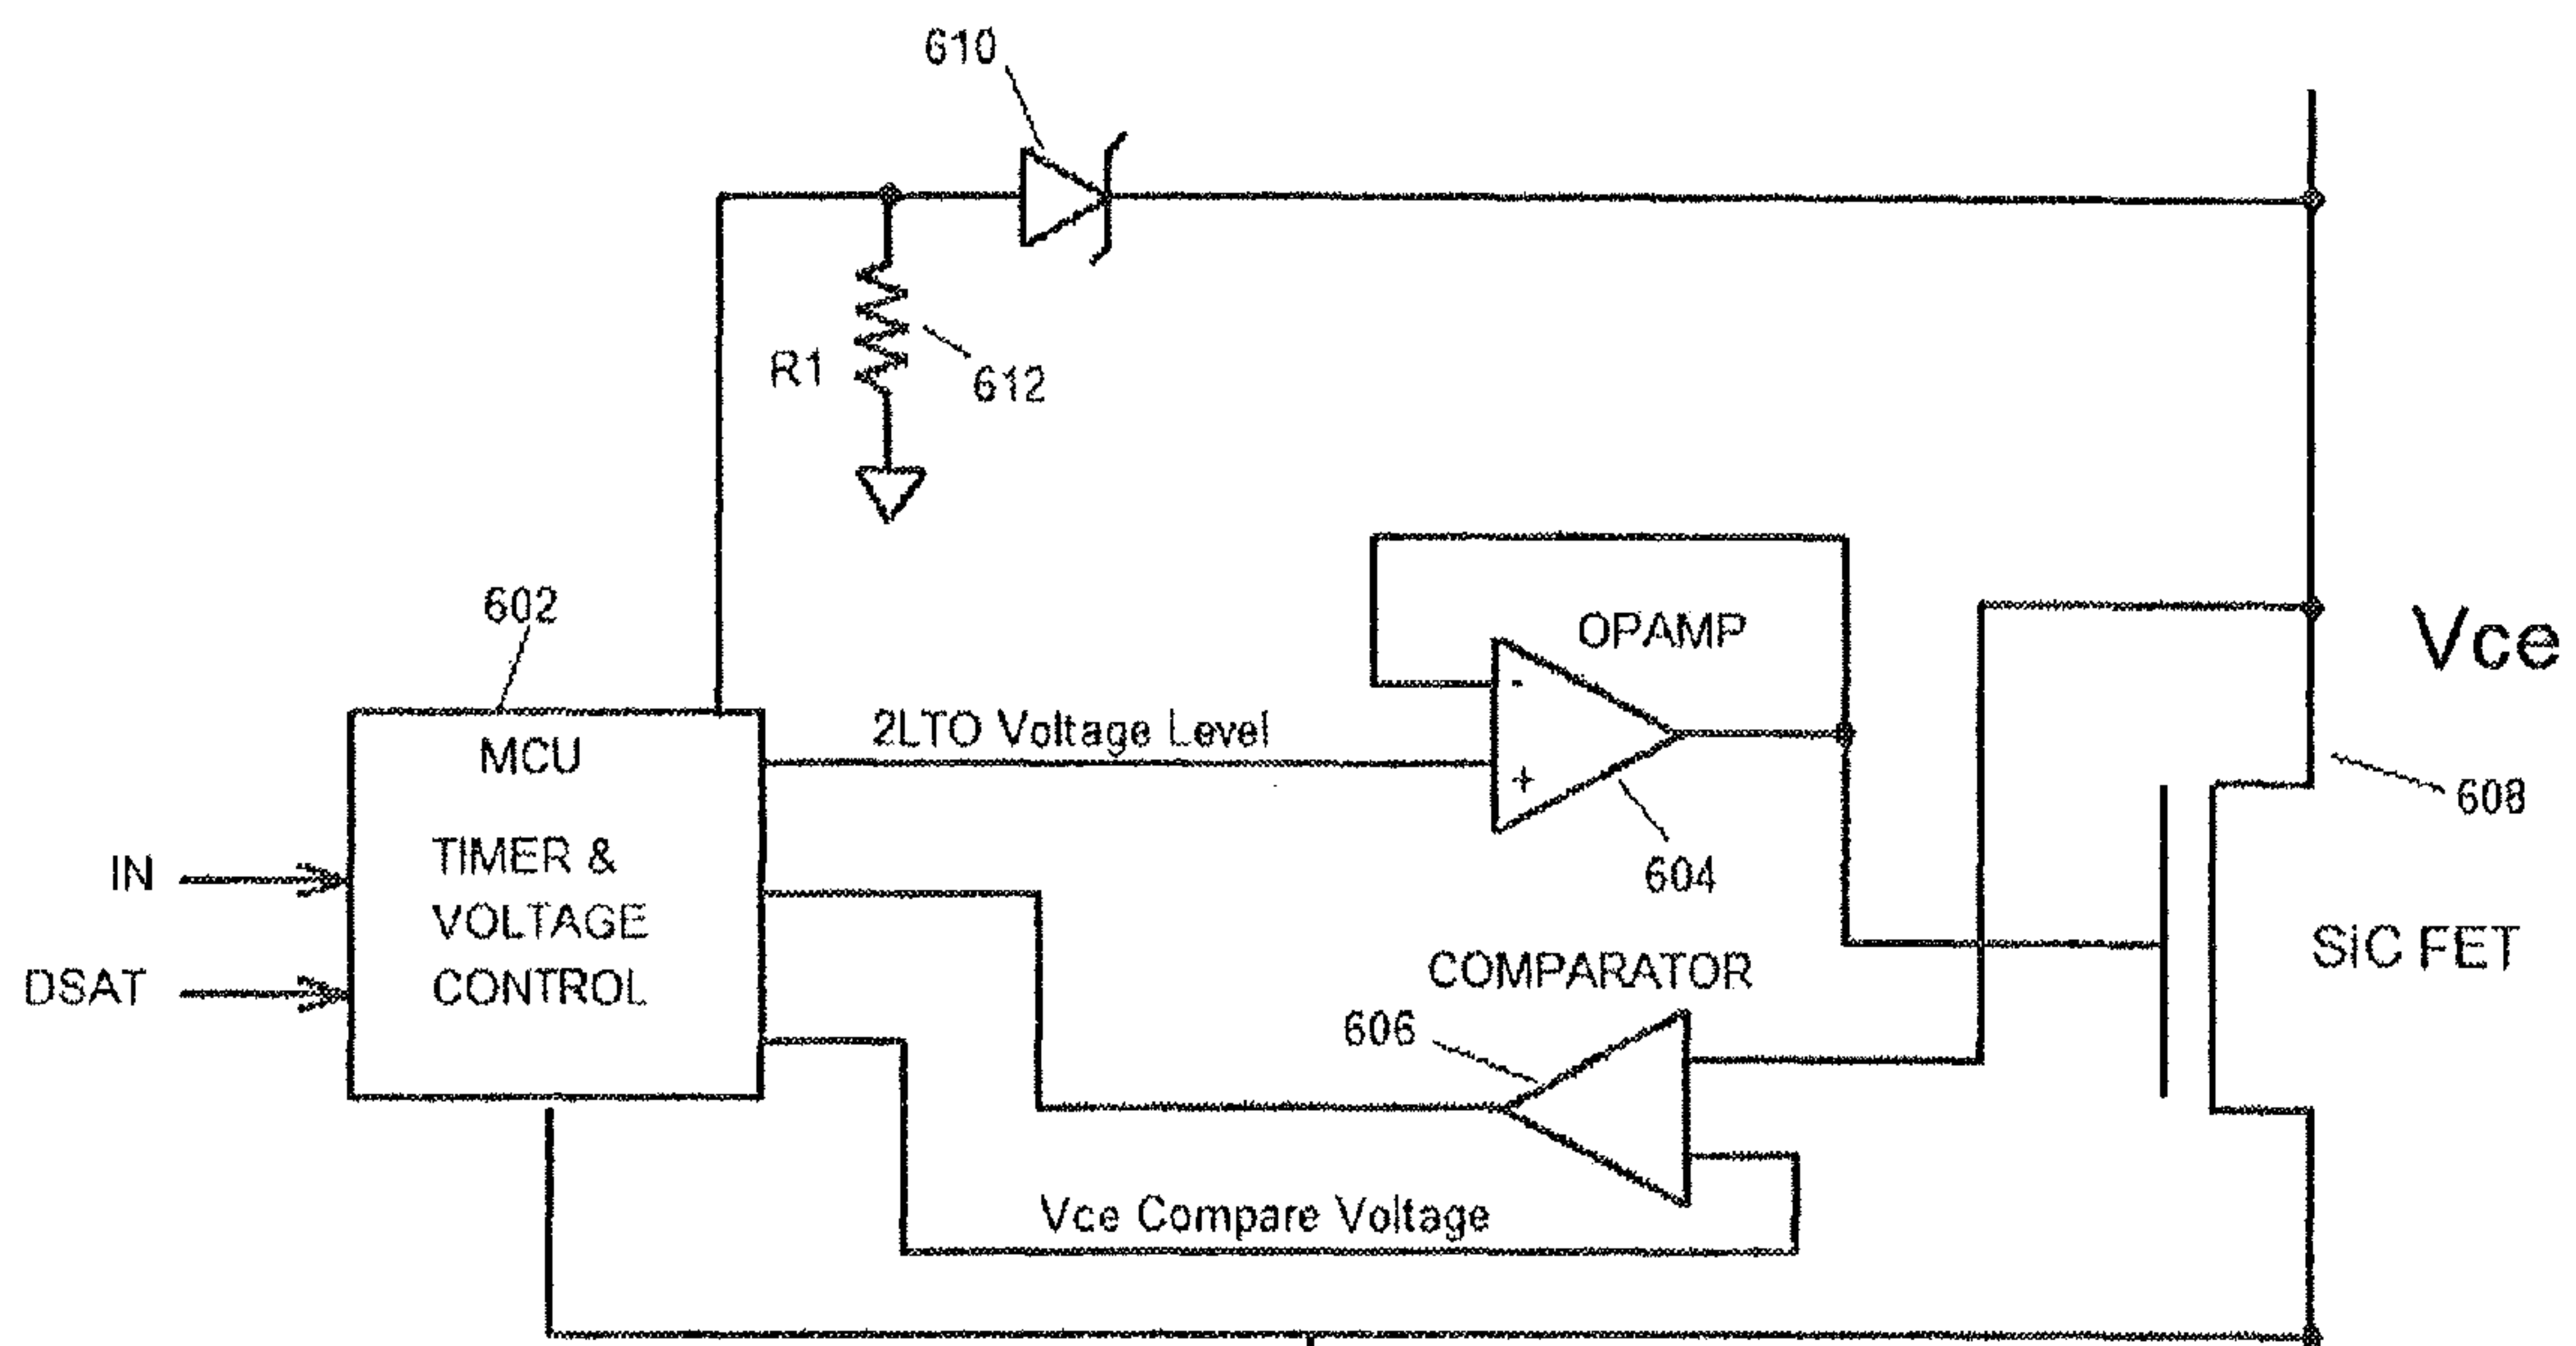 610
R1
612
602
OPAMP
Vce
MCU
2LTO Voltage Level
-
+
608
TIMER &
VOLTAGE
CONTROL
IN
604
DSAT
COMPARATOR
SiC FET
606
Vce Compare Voltage